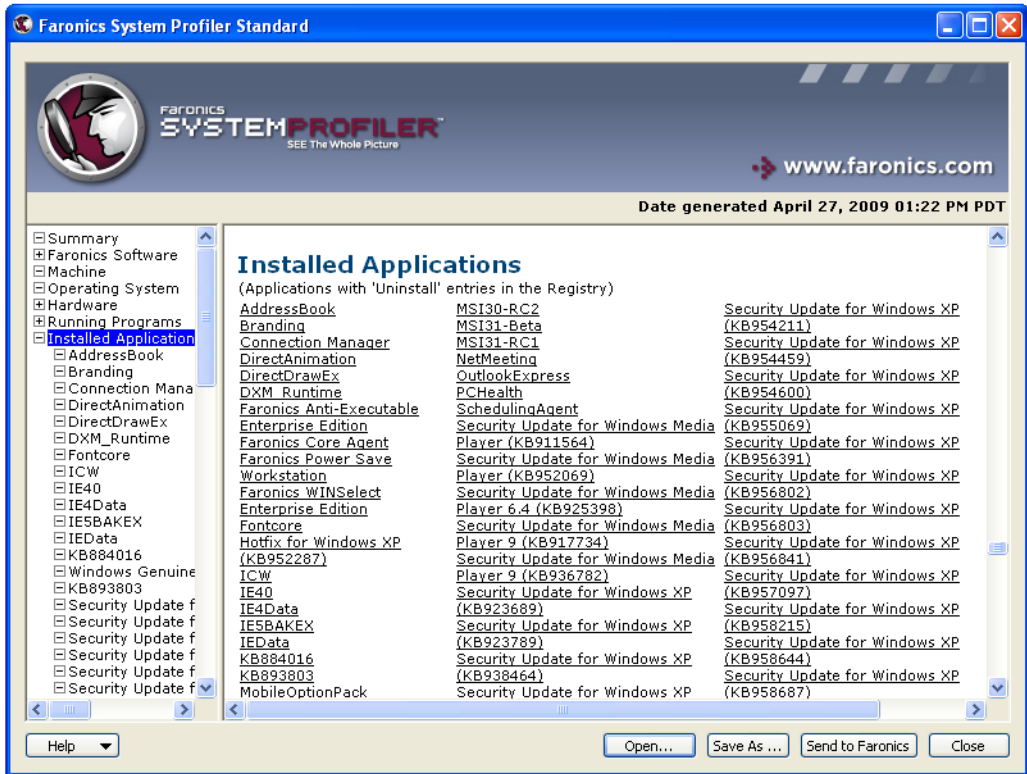 Faronics System Profiler Standard
Faronics
SYSTEMPROFILER™
SEE The Whole Picture
www.faronics.com
Date generated April 27, 2009 01:22 PM PDT
Summary
Faronics Software
Machine
Operating System
Hardware
Running Programs
Installed Application
AddressBook
Branding
Connection Mana
DirectAnimation
DirectDrawEx
DXM_Runtime
Fontcore
ICW
IE40
IE4Data
IE5BAKEX
IEData
KB884016
Windows Genuine
KB893803
Security Update f
Security Update f
Security Update f
Security Update f
Security Update f
Security Update f
Installed Applications
(Applications with 'Uninstall' entries in the Registry)
AddressBook
Branding
Connection Manager
DirectAnimation
DirectDrawEx
DXM_Runtime
Faronics Anti-Executable
Enterprise Edition
Faronics Core Agent
Faronics Power Save
Workstation
Faronics WINSelect
Enterprise Edition
Fontcore
Hotfix for Windows XP
(KB952287)
ICW
IE40
IE4Data
IE5BAKEX
IEData
KB884016
KB893803
MobileOptionPack
MSI30-RC2
MSI31-Beta
MSI31-RC1
NetMeeting
OutlookExpress
PCHealth
SchedulingAgent
Security Update for Windows Media
Player (KB911564)
Security Update for Windows Media
Player (KB952069)
Security Update for Windows Media
Player 6.4 (KB925398)
Security Update for Windows Media
Player 9 (KB917734)
Security Update for Windows Media
Player 9 (KB936782)
Security Update for Windows XP
(KB923689)
Security Update for Windows XP
(KB923789)
Security Update for Windows XP
(KB938464)
Security Update for Windows XP
Security Update for Windows XP
(KB954211)
Security Update for Windows XP
(KB954459)
Security Update for Windows XP
(KB954600)
Security Update for Windows XP
(KB955069)
Security Update for Windows XP
(KB956391)
Security Update for Windows XP
(KB956802)
Security Update for Windows XP
(KB956803)
Security Update for Windows XP
(KB956841)
Security Update for Windows XP
(KB957097)
Security Update for Windows XP
(KB958215)
Security Update for Windows XP
(KB958644)
Security Update for Windows XP
(KB958687)
Help
Open...
Save As ...
Send to Faronics
Close